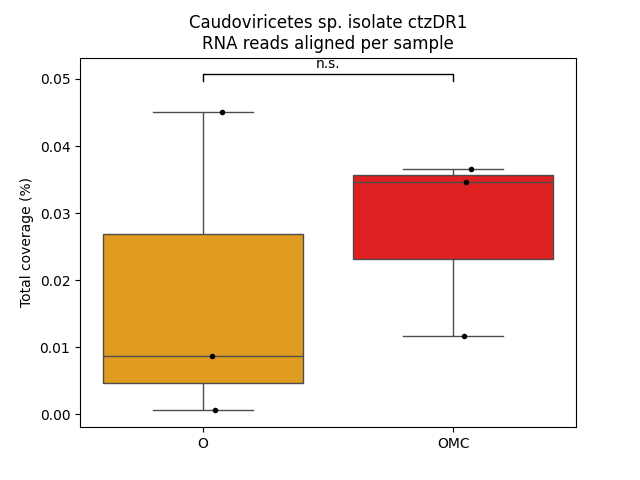 Caudoviricetes sp. isolate ctzDR1
RNA reads aligned per sample
n.s.
0.05
0.04
0.03
0.02
0.01
0.00
Total coverage (%)
O
OMC